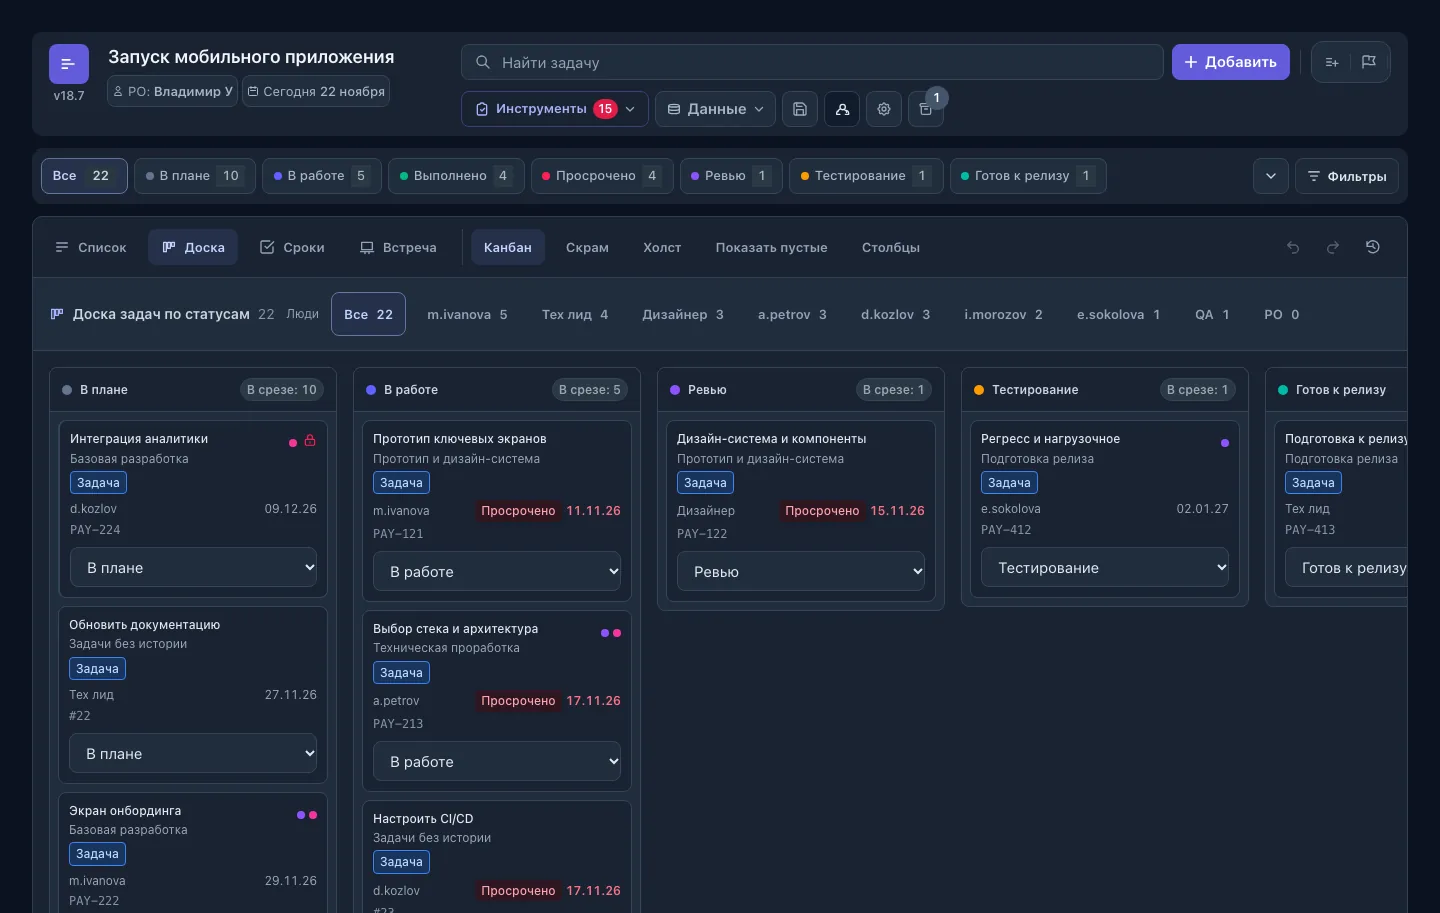 Запуск мобильного приложения
v18.7
PO: Владимир У
Сегодня 22 ноября
Найти задачу
Добавить
Инструменты 15
Данные
1
Все 22
В плане 10
В работе 5
Выполнено 4
Просрочено 4
Ревью 1
Тестирование 1
Готов к релизу 1
Фильтры
Список
Доска
Сроки
Встреча
Канбан
Скрам
Холст
Показать пустые
Столбцы
Доска задач по статусам 22
Люди
Все 22
m.ivanova 5
Тех лид 4
Дизайнер 3
a.petrov 3
d.kozlov 3
i.morozov 2
e.sokolova 1
QA 1
PO 0
В плане
В срезе: 10
Интеграция аналитики
Базовая разработка
Задача
d.kozlov 09.12.26
PAY-224
В плане
Обновить документацию
Задачи без истории
Задача
Тех лид 27.11.26
#22
В плане
Экран онбординга
Базовая разработка
Задача
m.ivanova 29.11.26
PAY-222
В работе
В срезе: 5
Прототип ключевых экранов
Прототип и дизайн-система
Задача
m.ivanova Просрочено 11.11.26
PAY-121
В работе
Выбор стека и архитектура
Техническая проработка
Задача
a.petrov Просрочено 17.11.26
PAY-213
В работе
Настроить CI/CD
Задачи без истории
Задача
d.kozlov Просрочено 17.11.26
#23
Ревью
В срезе: 1
Дизайн-система и компоненты
Прототип и дизайн-система
Задача
Дизайнер Просрочено 15.11.26
PAY-122
Ревью
Тестирование
В срезе: 1
Регресс и нагрузочное
Подготовка релиза
Задача
e.sokolova 02.01.27
PAY-412
Тестирование
Готов к релизу
Подготовка к релизу
Подготовка релиза
Задача
Тех лид
PAY-413
Готов к релизу